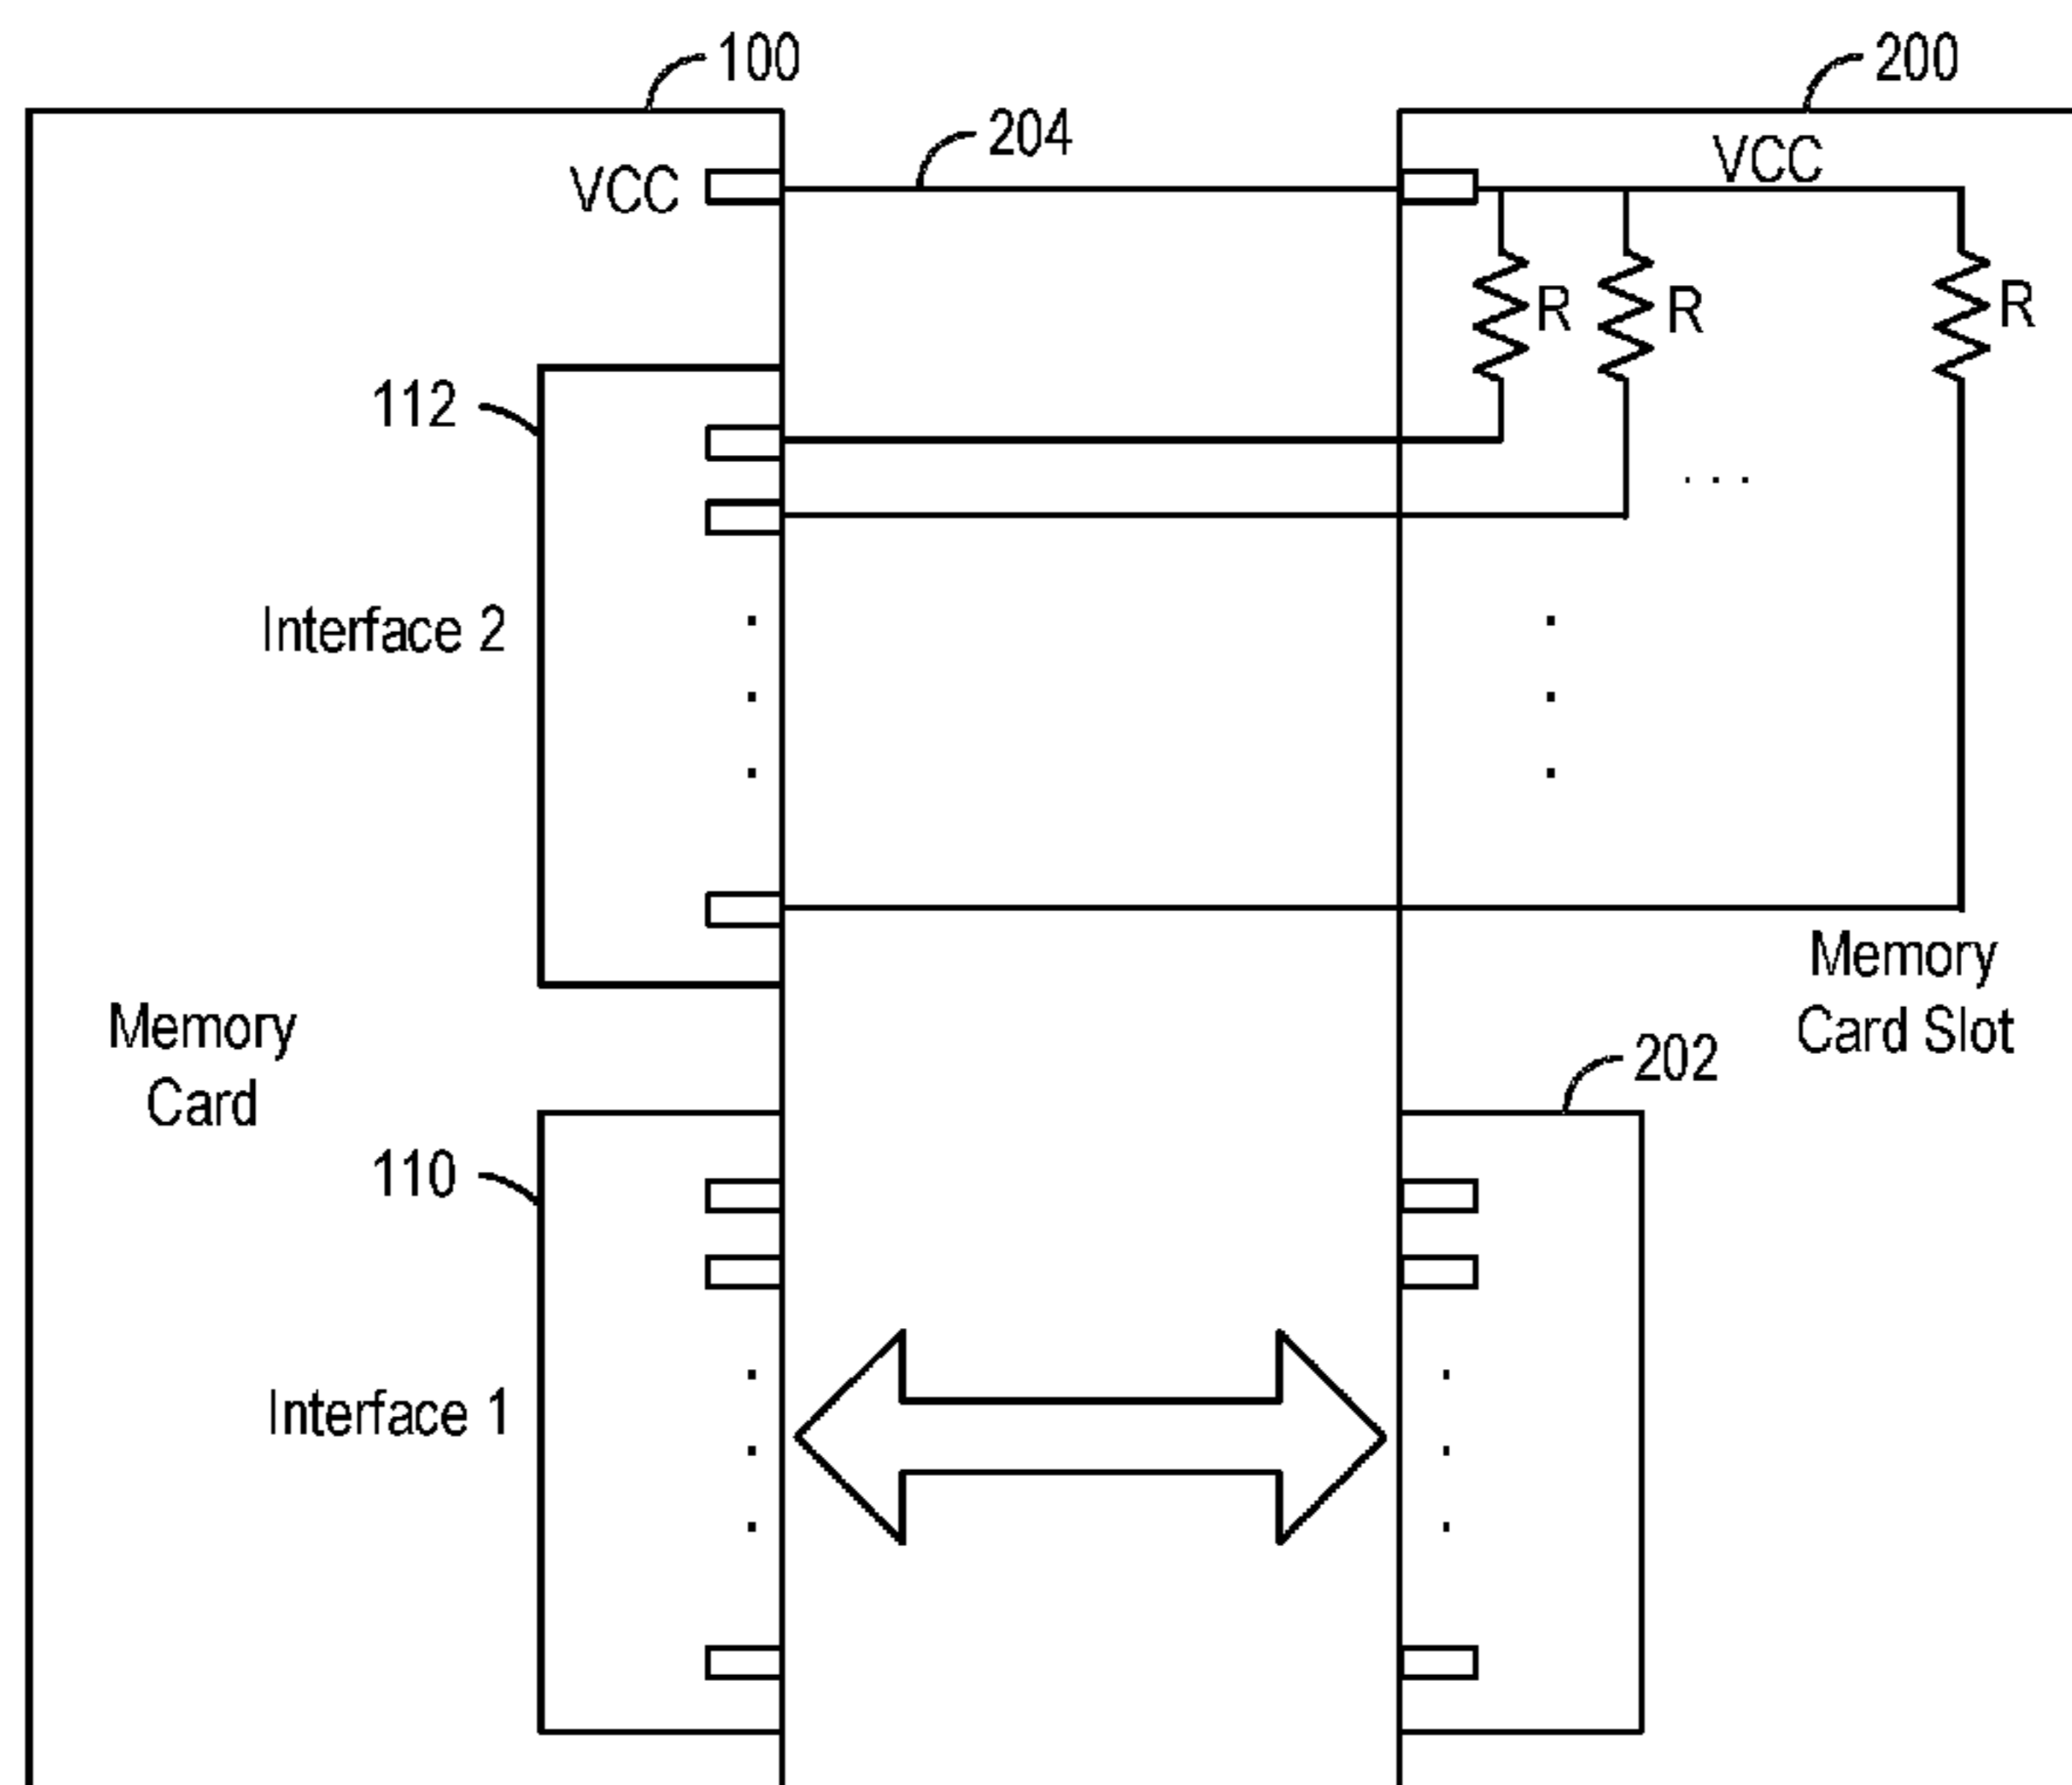 100
200
204
VCC
VCC
R
R
R
112
. . .
Interface 2
Memory
Card Slot
Memory
Card
202
110
Interface 1